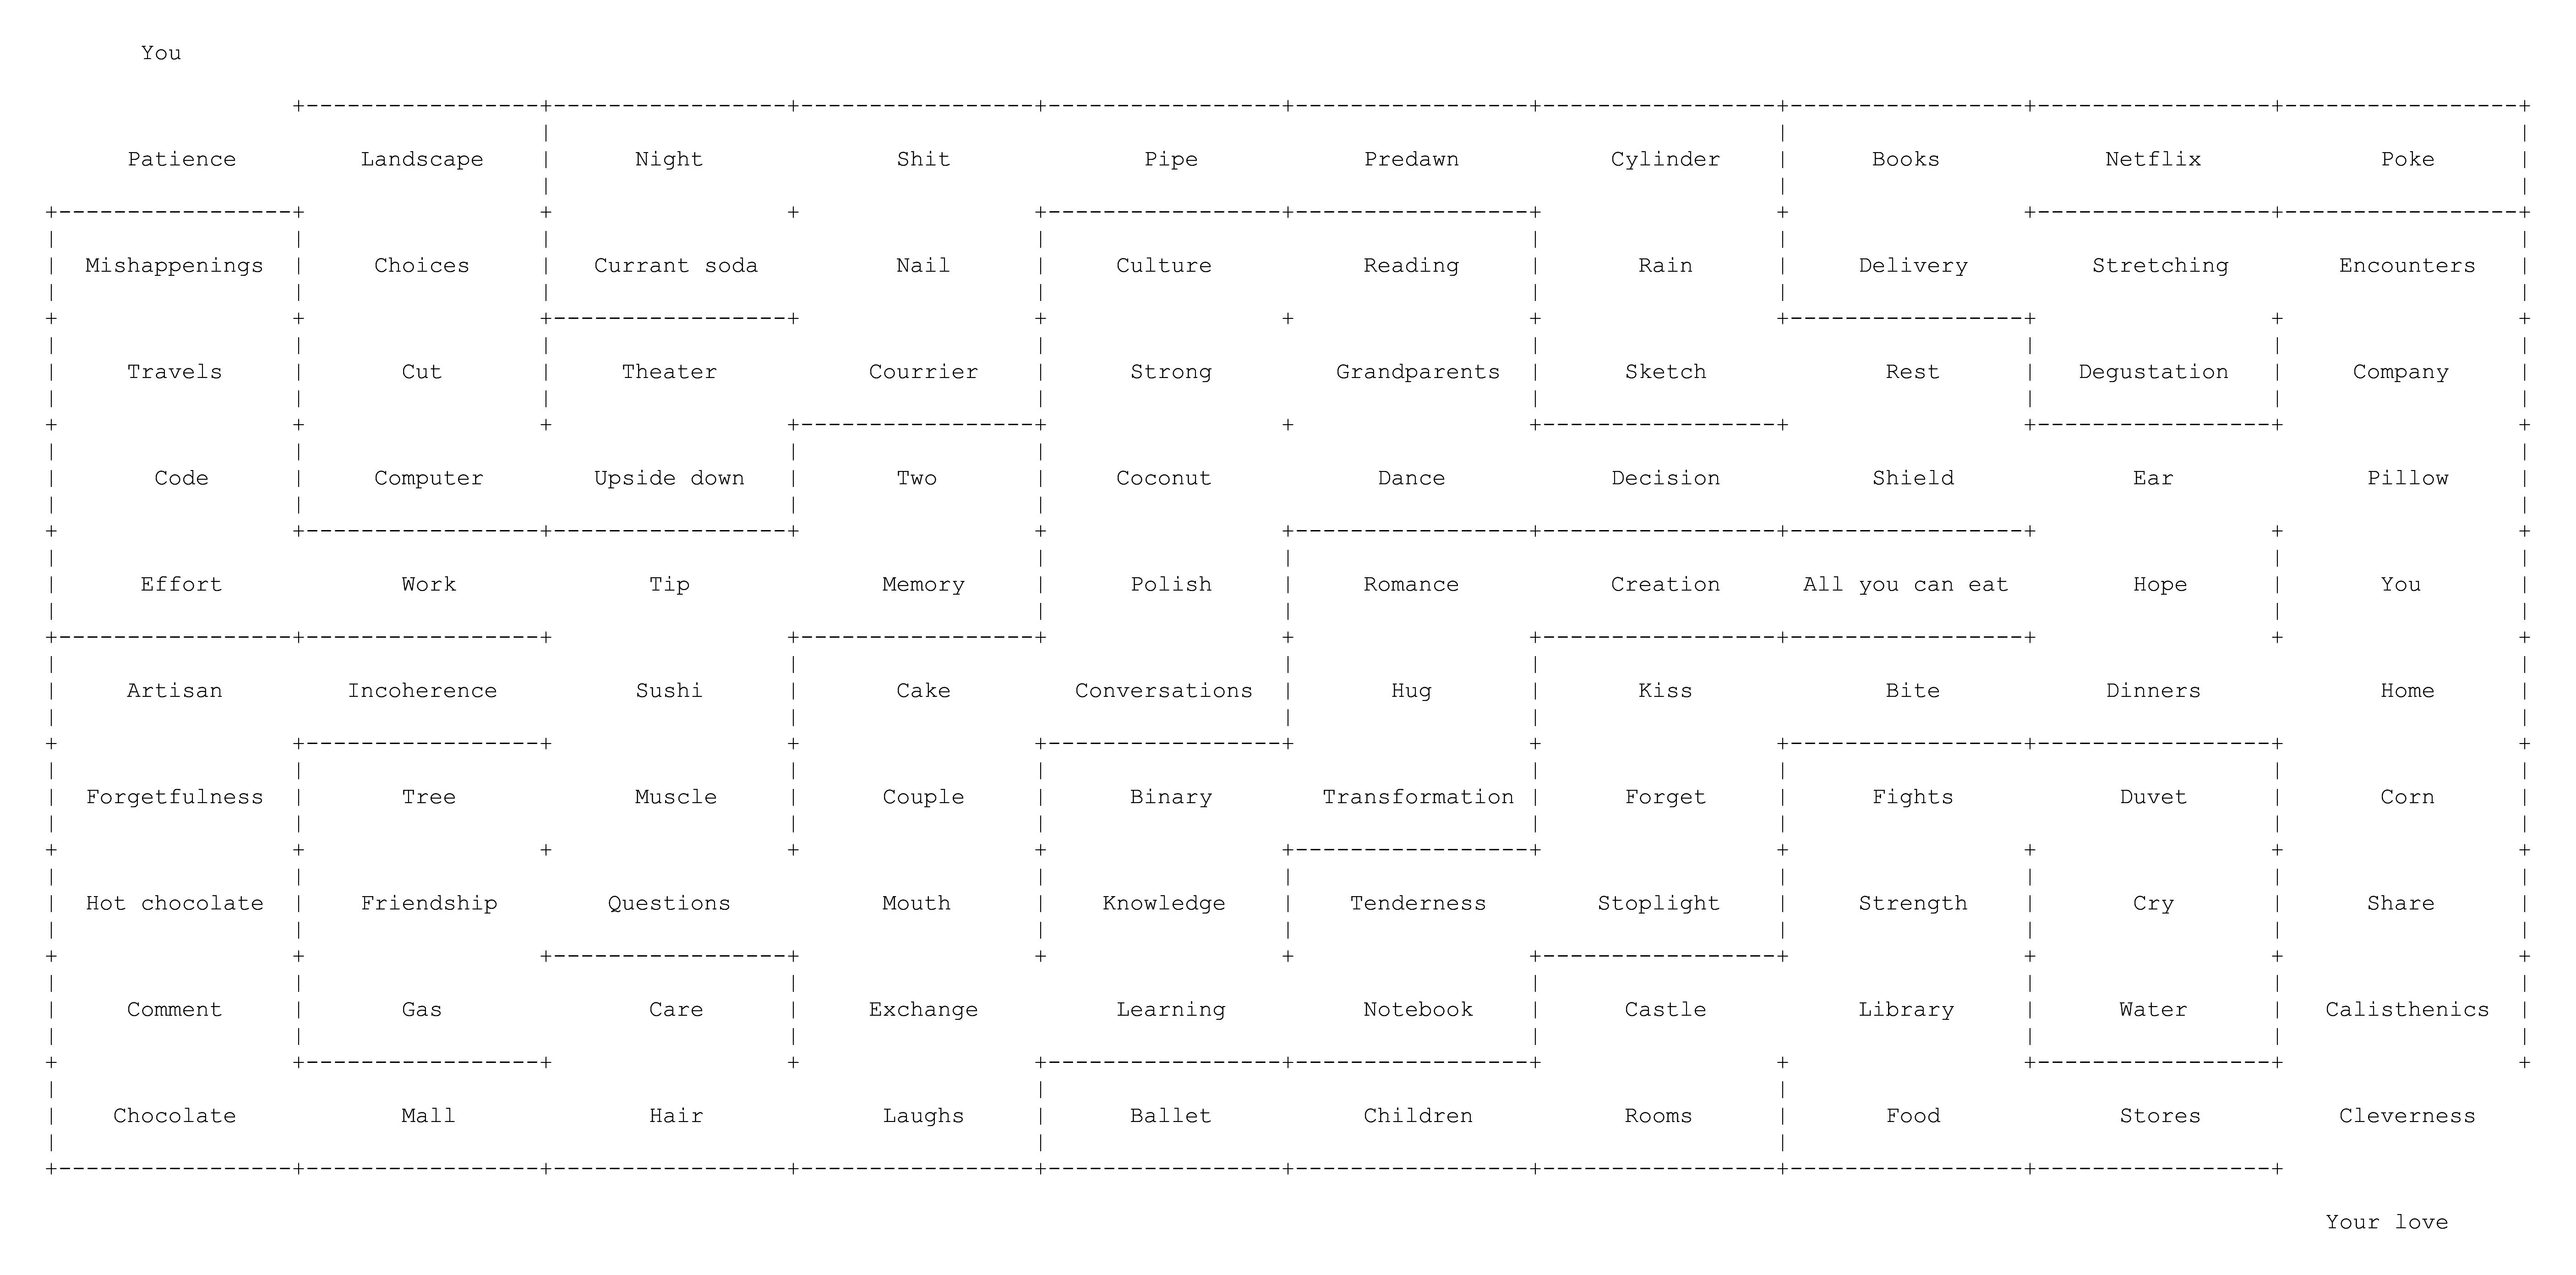 You
Patience Landscape Night Shit Pipe Predawn Cylinder Books Netflix Poke
Mishappenings Choices Currant soda Nail Culture Reading Rain Delivery Stretching Encounters
Travels Cut Theater Courrier Strong Grandparents Sketch Rest Degustation Company
Code Computer Upside down Two Coconut Dance Decision Shield Ear Pillow
Effort Work Tip Memory Polish Romance Creation All you can eat Hope You
Artisan Incoherence Sushi Cake Conversations Hug Kiss Bite Dinners Home
Forgetfulness Tree Muscle Couple Binary Transformation Forget Fights Duvet Corn
Hot chocolate Friendship Questions Mouth Knowledge Tenderness Stoplight Strength Cry Share
Comment Gas Care Exchange Learning Notebook Castle Library Water Calisthenics
Chocolate Mall Hair Laughs Ballet Children Rooms Food Stores Cleverness
Your love